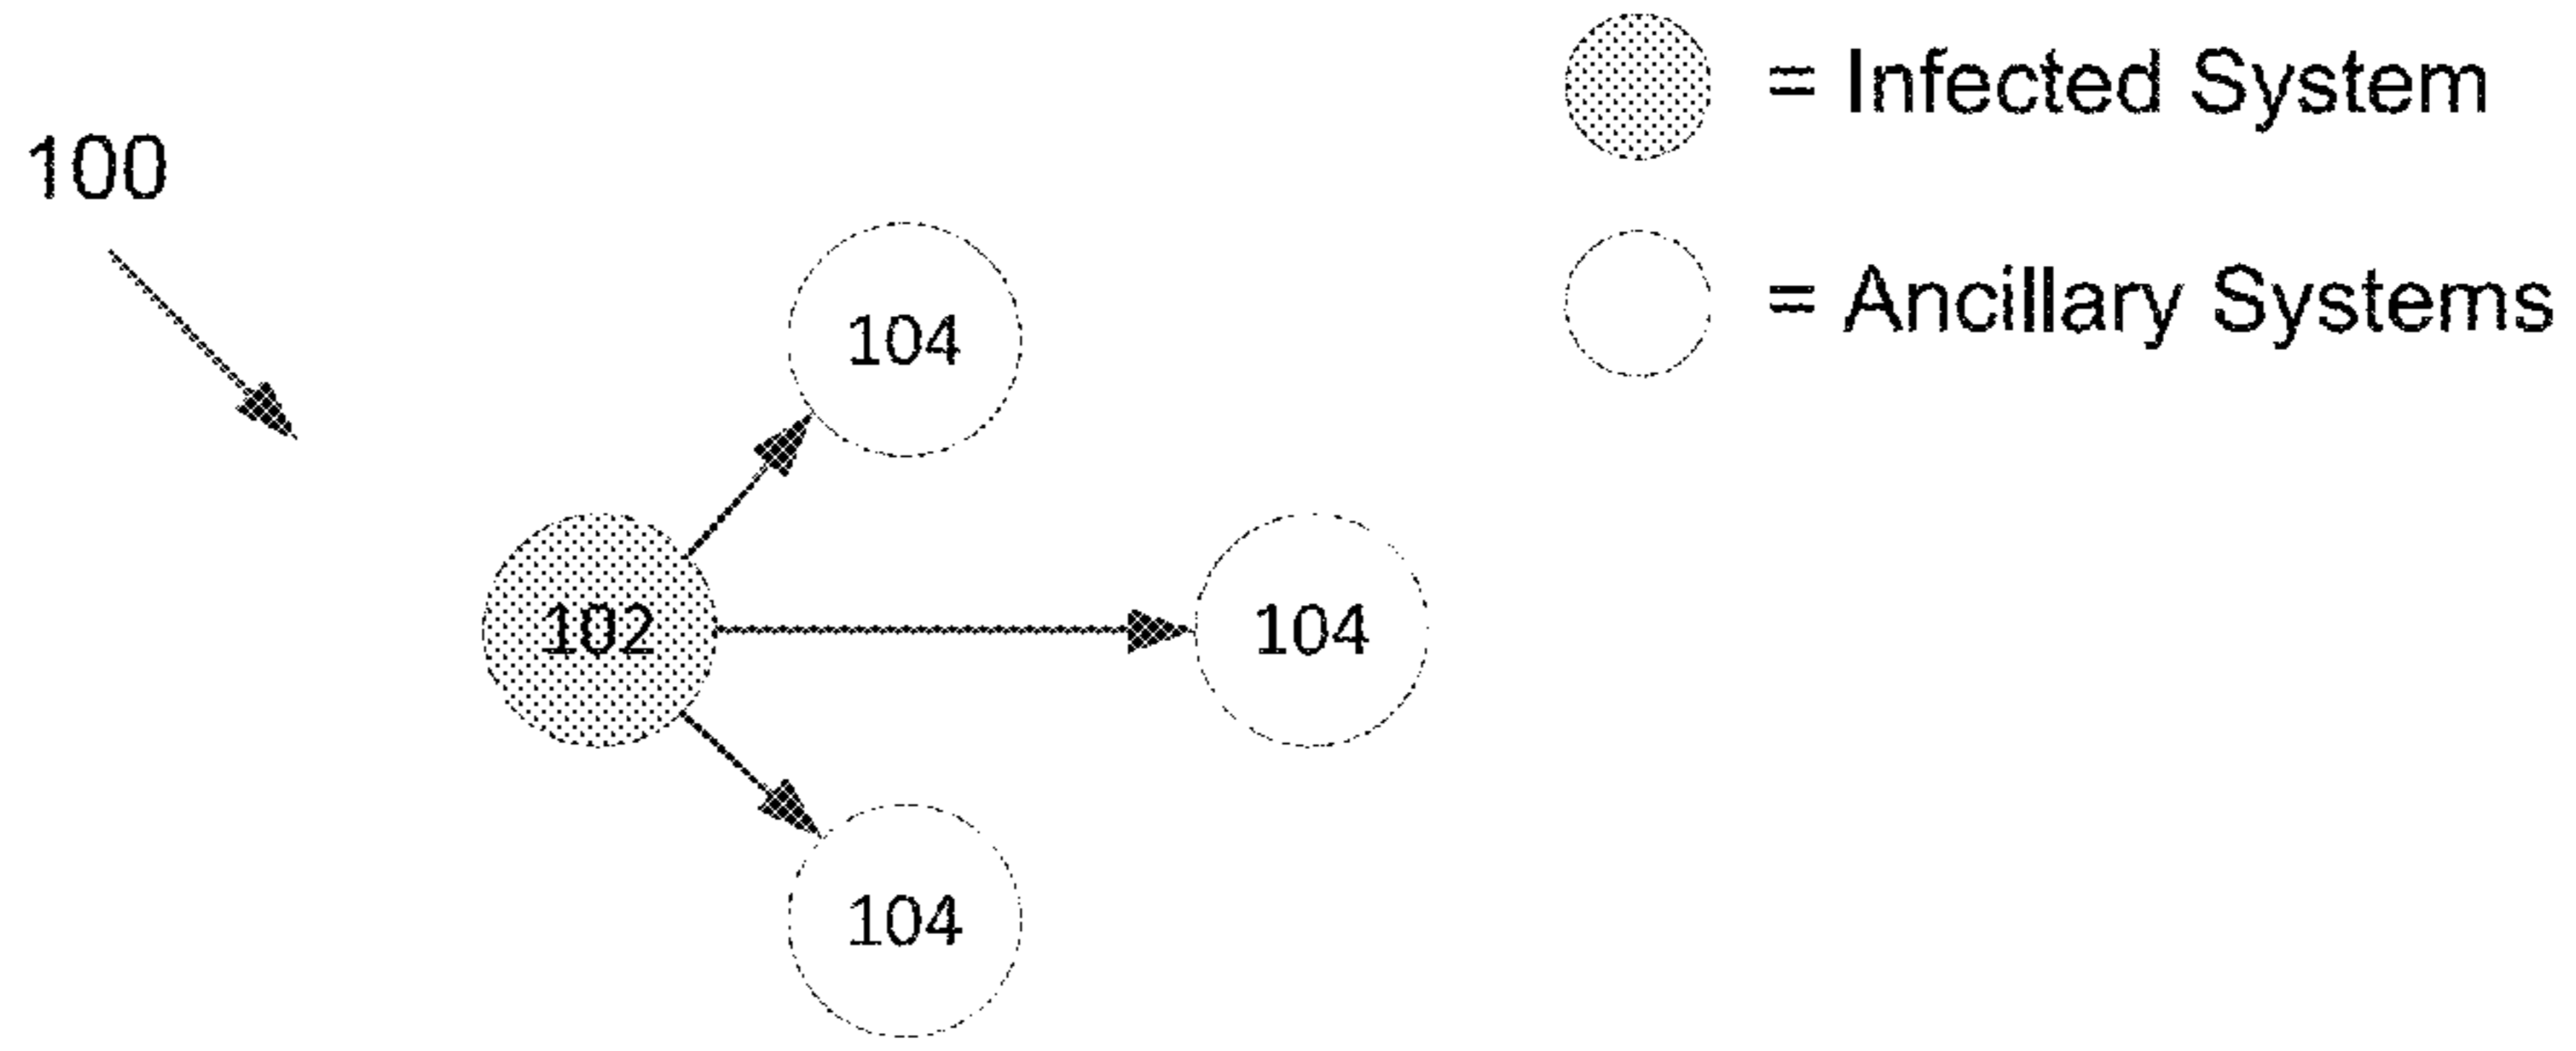 = Infected System
100
= Ancillary Systems
104
102
104
104